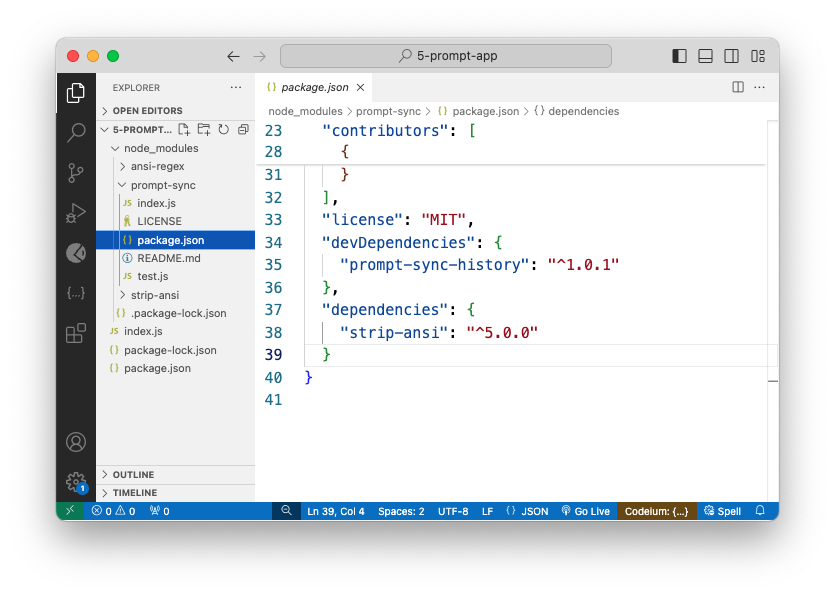 5-prompt-app
EXPLORER
OPEN EDITORS
5-PROMPT...
node_modules
ansi-regex
prompt-sync
JS index.js
LICENSE
{} package.json
README.md
JS test.js
strip-ansi
{} .package-lock.json
JS index.js
{} package-lock.json
{} package.json
OUTLINE
TIMELINE
{} package.json
node_modules > prompt-sync > {} package.json > {} dependencies
23 "contributors": [
28 {
31 }
32 ],
33 "license": "MIT",
34 "devDependencies": {
35 "prompt-sync-history": "^1.0.1"
36 },
37 "dependencies": {
38 "strip-ansi": "^5.0.0"
39 }
40 }
41
1
0 0 0 Ln 39, Col 4 Spaces: 2 UTF-8 LF {} JSON Go Live Codeium: {...} Spell